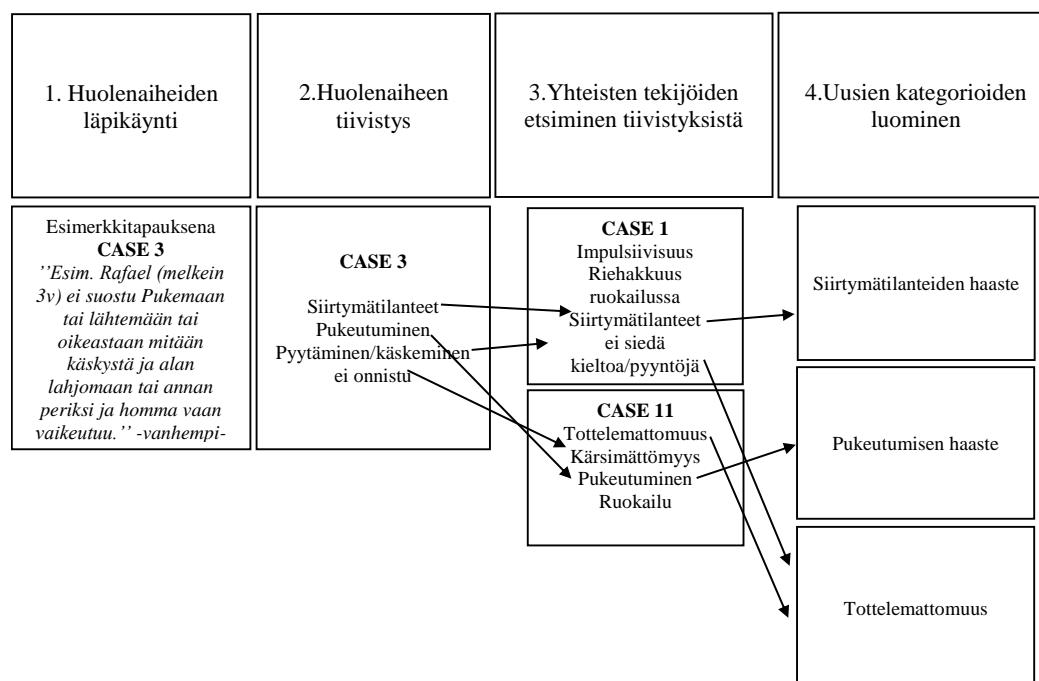 1. Huolenaiheiden
läpikäynti
2.Huolenaiheen
tiivistys
3.Yhteisten tekijöiden
etsiminen tiivistyksistä
4.Uusien kategorioiden
luominen
Esimerkkitapauksena
CASE 3
’’Esim. Rafael (melkein
3v) ei suostu Pukemaan
tai lähtemään tai
oikeastaan mitään
käskystä ja alan
lahjomaan tai annan
periksi ja homma vaan
vaikeutuu.’’ -vanhempi-
CASE 3
Siirtymätilanteet
Pukeutuminen
Pyytäminen/käskeminen
ei onnistu
CASE 1
Impulsiivisuus
Riehakkuus
ruokailussa
Siirtymätilanteet
ei siedä
kieltoa/pyyntöjä
CASE 11
Tottelemattomuus
Kärsimättömyys
Pukeutuminen
Ruokailu
Siirtymätilanteiden haaste
Pukeutumisen haaste
Tottelemattomuus